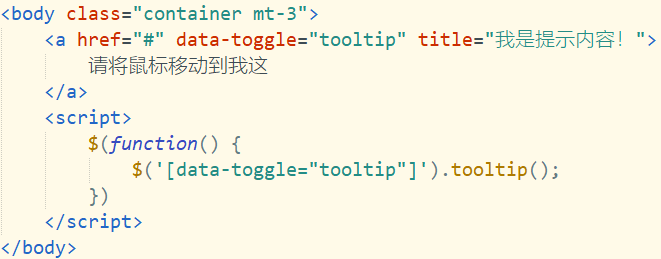 <body class="container mt-3">
    <a href="#" data-toggle="tooltip" title="我是提示内容！">
        请将鼠标移动到我这
    </a>
    <script>
        $(function() {
            $('[data-toggle="tooltip"]').tooltip();
        })
    </script>
</body>